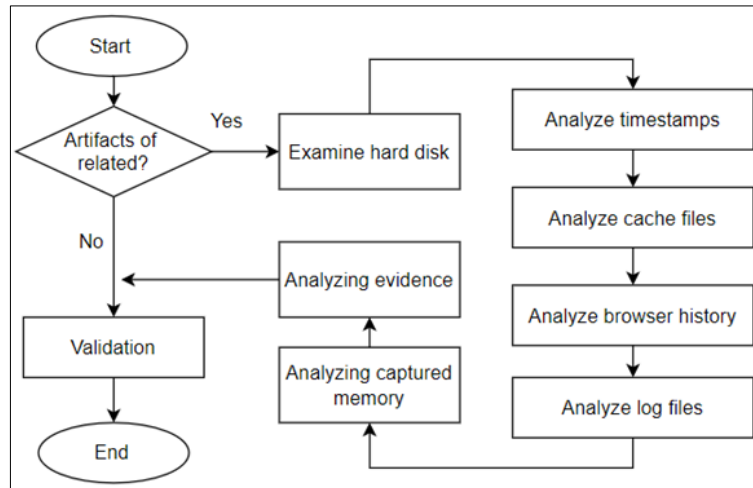 Start
Artifacts of
related?
Yes
No
Examine hard disk
Analyze timestamps
Analyze cache files
Analyze browser history
Analyze log files
Analyzing captured
memory
Analyzing evidence
Validation
End